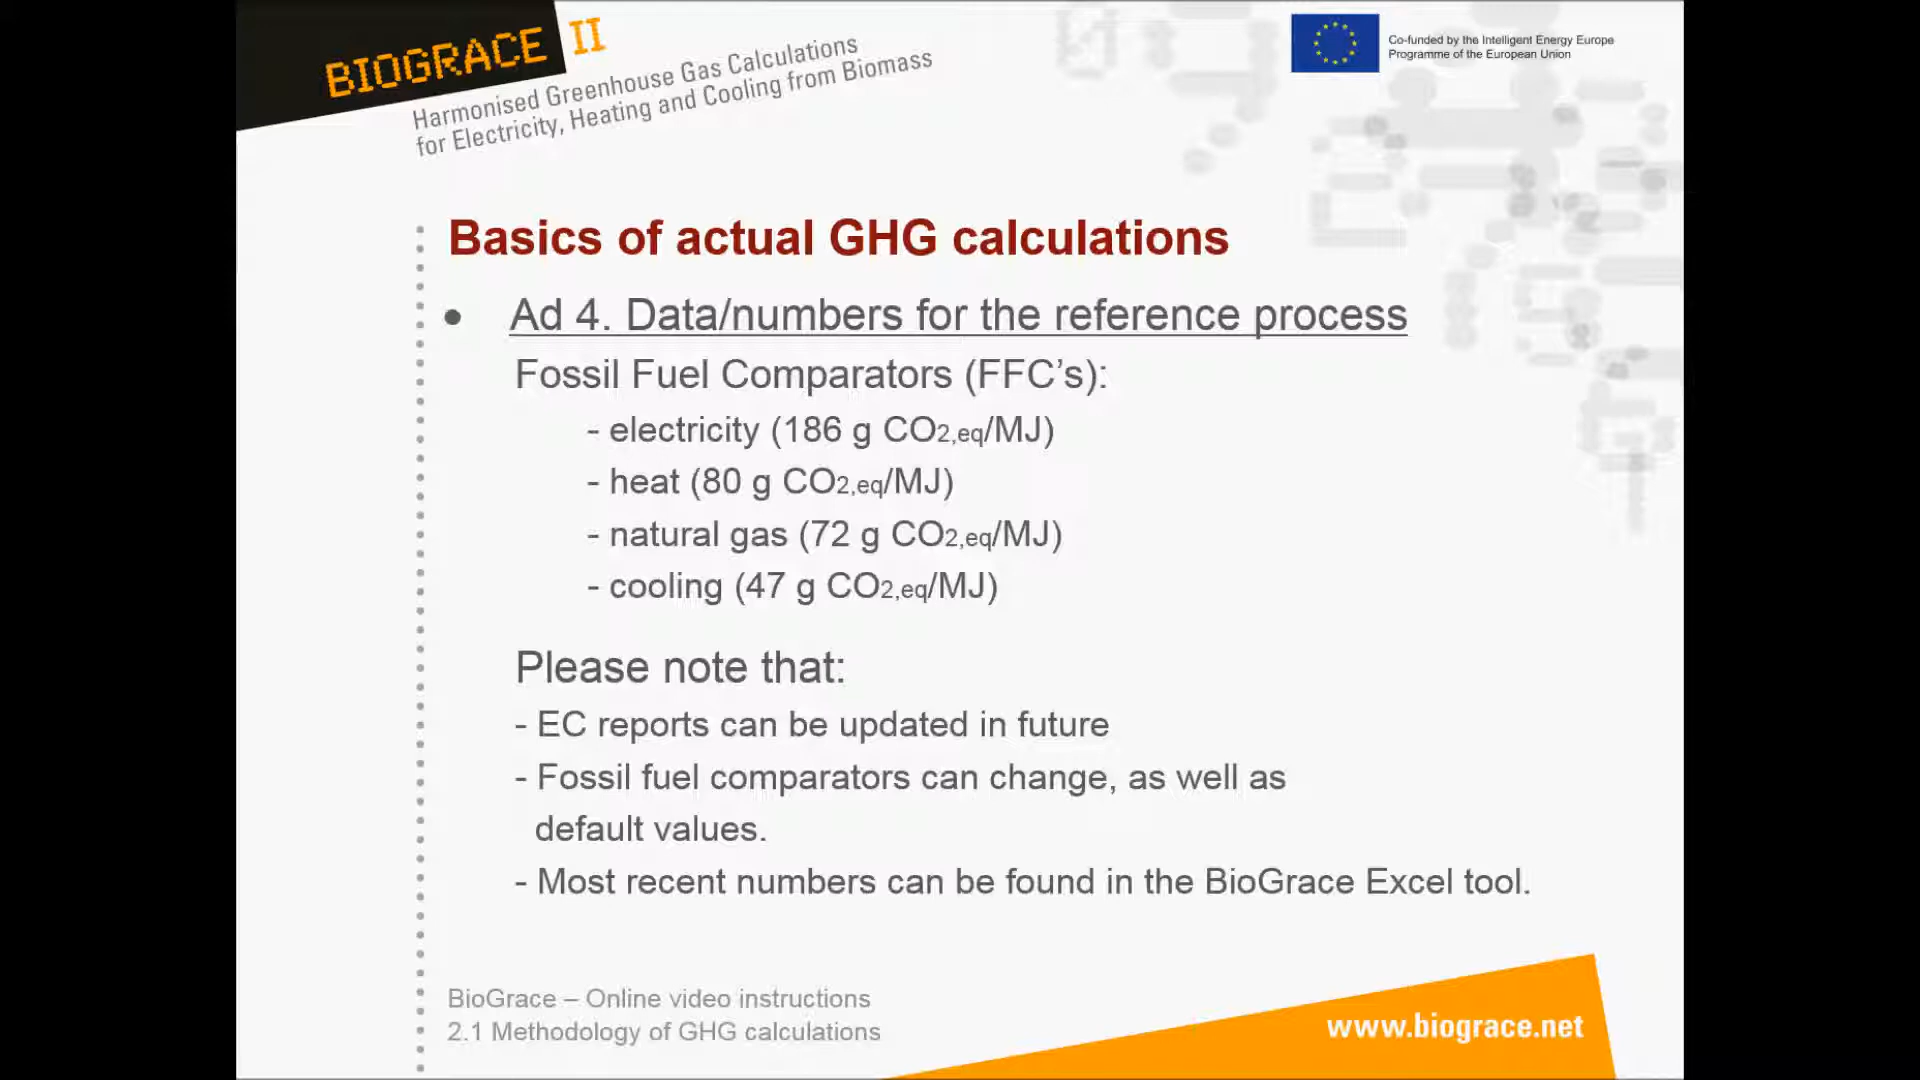 BIOGRACE II
Harmonised Greenhouse Gas Calculations
for Electricity, Heating and Cooling from Biomass
Co-funded by the Intelligent Energy Europe
Programme of the European Union
Basics of actual GHG calculations
• Ad 4. Data/numbers for the reference process
Fossil Fuel Comparators (FFC’s):
- electricity (186 g CO2,eq/MJ)
- heat (80 g CO2,eq/MJ)
- natural gas (72 g CO2,eq/MJ)
- cooling (47 g CO2,eq/MJ)
Please note that:
- EC reports can be updated in future
- Fossil fuel comparators can change, as well as
default values.
- Most recent numbers can be found in the BioGrace Excel tool.
BioGrace – Online video instructions
2.1 Methodology of GHG calculations
www.biograce.net